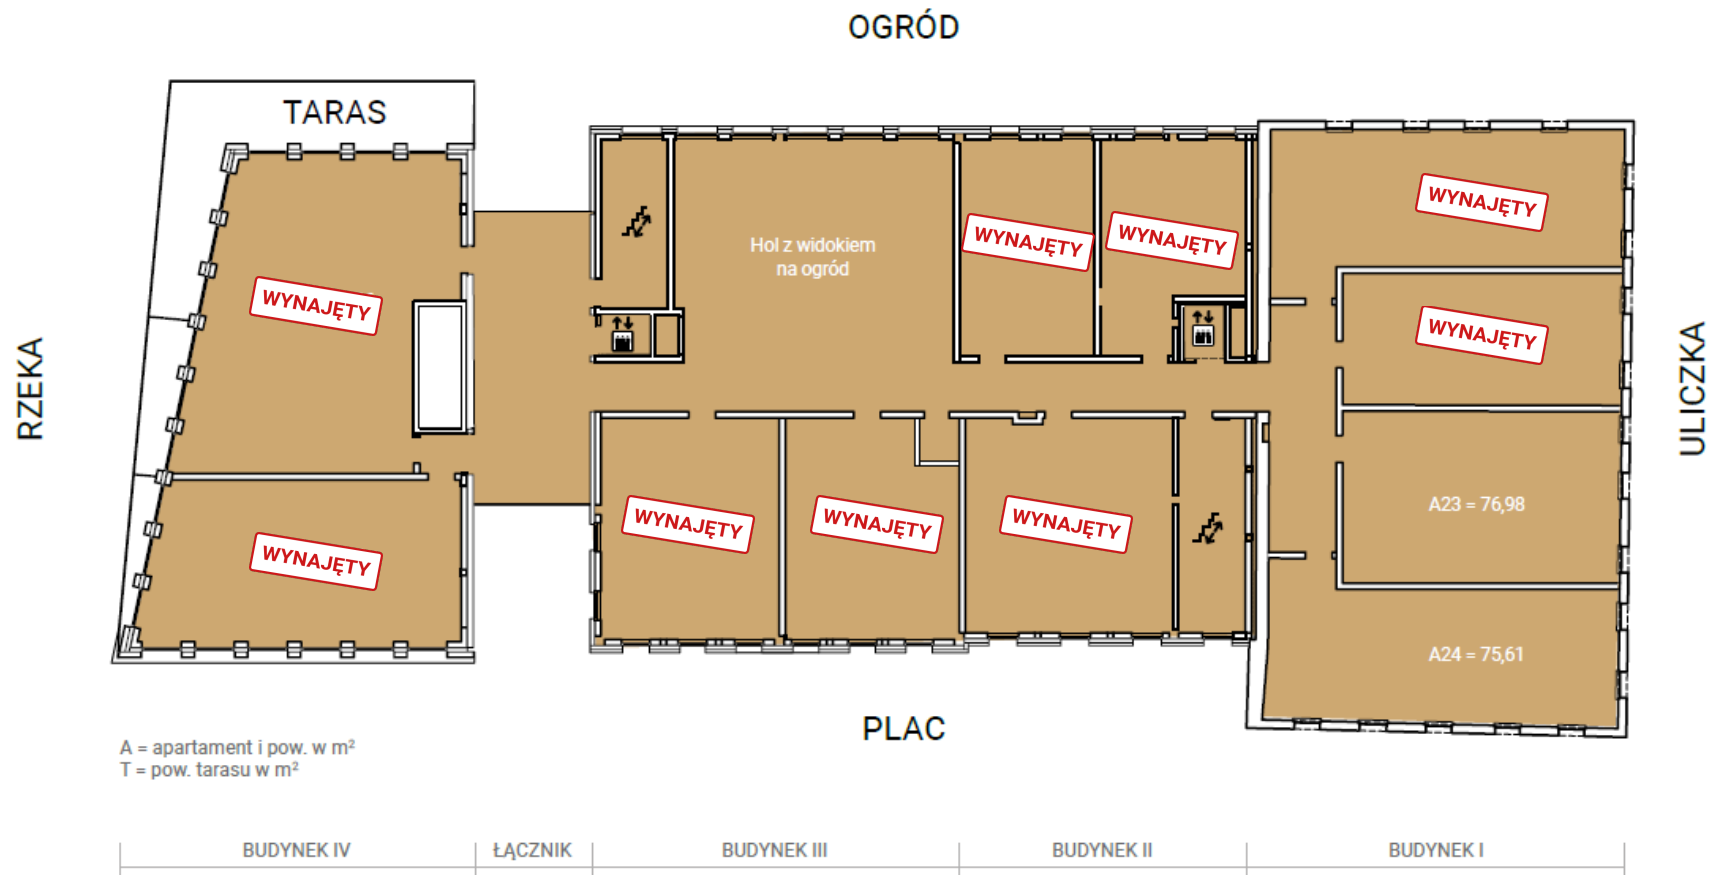 OGRÓD
TARAS
RZEKA
ULICZKA
WYNAJĘTY
WYNAJĘTY
Hol z widokiem
na ogród
WYNAJĘTY
WYNAJĘTY
WYNAJĘTY
WYNAJĘTY
WYNAJĘTY
WYNAJĘTY
WYNAJĘTY
A23 = 76,98
A24 = 75,61
PLAC
A = apartament i pow. w m²
T = pow. tarasu w m²
BUDYNEK IV
ŁĄCZNIK
BUDYNEK III
BUDYNEK II
BUDYNEK I